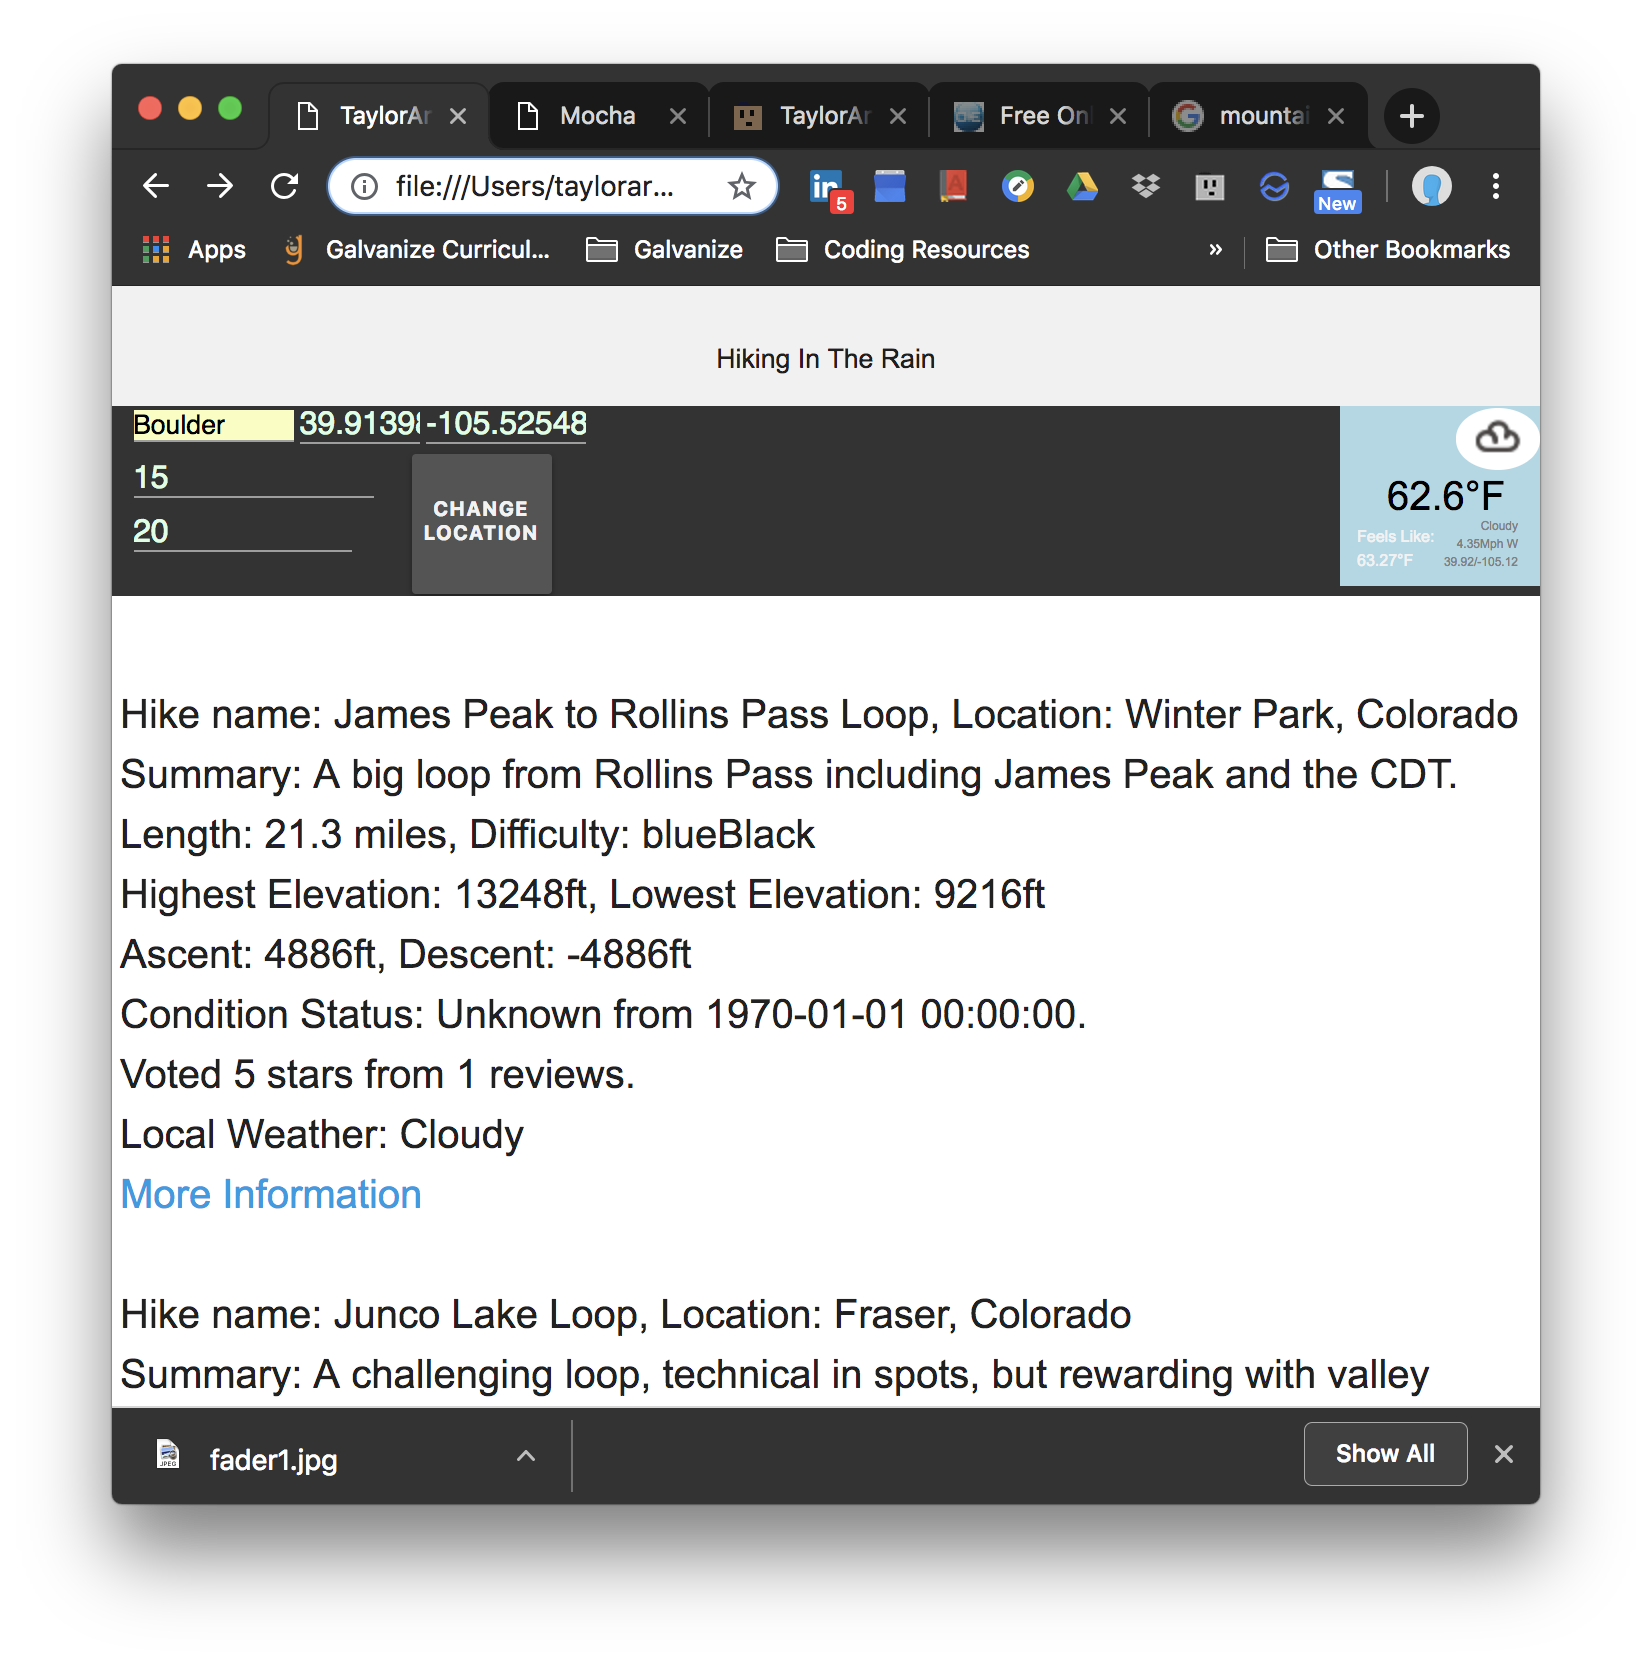 TaylorAr
Mocha
TaylorAr
Free Onl
mountai
file:///Users/taylorar...
5
New
Apps
Galvanize Curricul...
Galvanize
Coding Resources
»
Other Bookmarks
Hiking In The Rain
Boulder 39.9139 -105.52548
15
20
CHANGE
LOCATION
62.6°F
Cloudy
Feels Like:
4.35Mph W
63.27°F
39.92/-105.12
Hike name: James Peak to Rollins Pass Loop, Location: Winter Park, Colorado
Summary: A big loop from Rollins Pass including James Peak and the CDT.
Length: 21.3 miles, Difficulty: blueBlack
Highest Elevation: 13248ft, Lowest Elevation: 9216ft
Ascent: 4886ft, Descent: -4886ft
Condition Status: Unknown from 1970-01-01 00:00:00.
Voted 5 stars from 1 reviews.
Local Weather: Cloudy
More Information
Hike name: Junco Lake Loop, Location: Fraser, Colorado
Summary: A challenging loop, technical in spots, but rewarding with valley
fader1.jpg
Show All